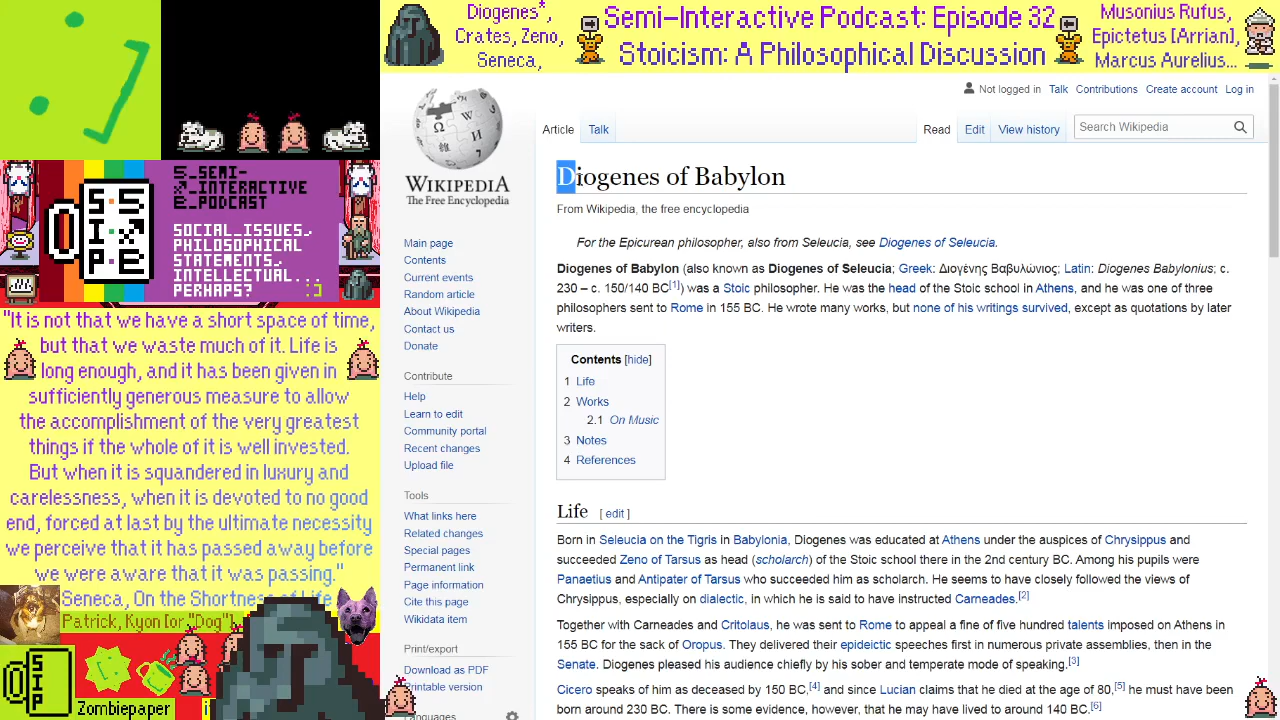 Diogenes*,
Crates, Zeno,
Seneca,
Semi-Interactive Podcast: Episode 32
Stoicism: A Philosophical Discussion
Musonius Rufus,
Epictetus [Arrian],
Marcus Aurelius...
S_SEMI-
_INTERACTIVE
_PODCAST
SOCIAL_ISSUES,
PHILOSOPHICAL
STATEMENTS,
INTELLECTUAL...
PERHAPS? :;j
"It is not that we have a short space of time,
but that we waste much of it. Life is
long enough, and it has been given in
sufficiently generous measure to allow
the accomplishment of the very greatest
things if the whole of it is well invested.
But when it is squandered in luxury and
carelessness, when it is devoted to no good
end, forced at last by the ultimate necessity
we perceive that it has passed away before
we were aware that it was passing."
Seneca, On the Shortness of Life
Patrick, Kyon [or "Dog"]
SIP
Zombiepaper
WIKIPEDIA
The Free Encyclopedia
Main page
Contents
Current events
Random article
About Wikipedia
Contact us
Donate
Contribute
Help
Learn to edit
Community portal
Recent changes
Upload file
Tools
What links here
Related changes
Special pages
Permanent link
Page information
Cite this page
Wikidata item
Print/export
Download as PDF
Printable version
Languages
Not logged in Talk Contributions Create account Log in
Article Talk Read Edit View history Search Wikipedia
Diogenes of Babylon
From Wikipedia, the free encyclopedia
For the Epicurean philosopher, also from Seleucia, see Diogenes of Seleucia.
Diogenes of Babylon (also known as Diogenes of Seleucia; Greek: Διογένης Βαβυλώνιος; Latin: Diogenes Babylonius; c.
230 – c. 150/140 BC[1]) was a Stoic philosopher. He was the head of the Stoic school in Athens, and he was one of three
philosophers sent to Rome in 155 BC. He wrote many works, but none of his writings survived, except as quotations by later
writers.
Contents [hide]
1 Life
2 Works
2.1 On Music
3 Notes
4 References
Life [ edit ]
Born in Seleucia on the Tigris in Babylonia, Diogenes was educated at Athens under the auspices of Chrysippus and
succeeded Zeno of Tarsus as head (scholarch) of the Stoic school there in the 2nd century BC. Among his pupils were
Panaetius and Antipater of Tarsus who succeeded him as scholarch. He seems to have closely followed the views of
Chrysippus, especially on dialectic, in which he is said to have instructed Carneades.[2]
Together with Carneades and Critolaus, he was sent to Rome to appeal a fine of five hundred talents imposed on Athens in
155 BC for the sack of Oropus. They delivered their epideictic speeches first in numerous private assemblies, then in the
Senate. Diogenes pleased his audience chiefly by his sober and temperate mode of speaking.[3]
Cicero speaks of him as deceased by 150 BC,[4] and since Lucian claims that he died at the age of 80,[5] he must have been
born around 230 BC. There is some evidence, however, that he may have lived to around 140 BC.[6]